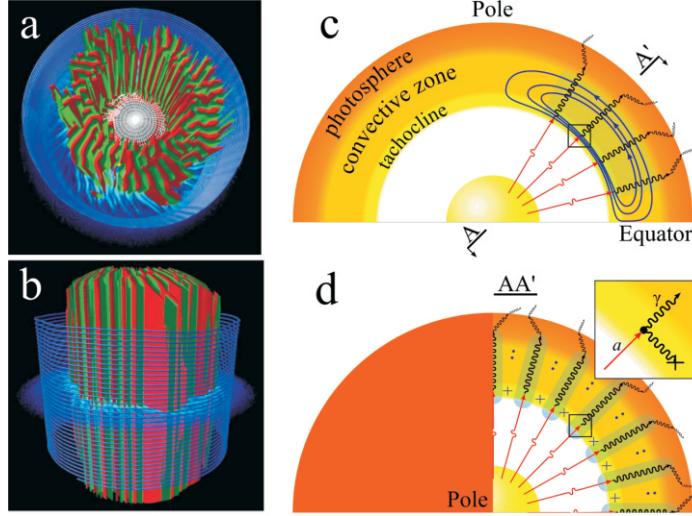 a
b
c
Pole
photosphere
convective zone
tachocline
A'
A
Equator
d
AA'
γ
a
+
+
+
+
+
+
+
Pole